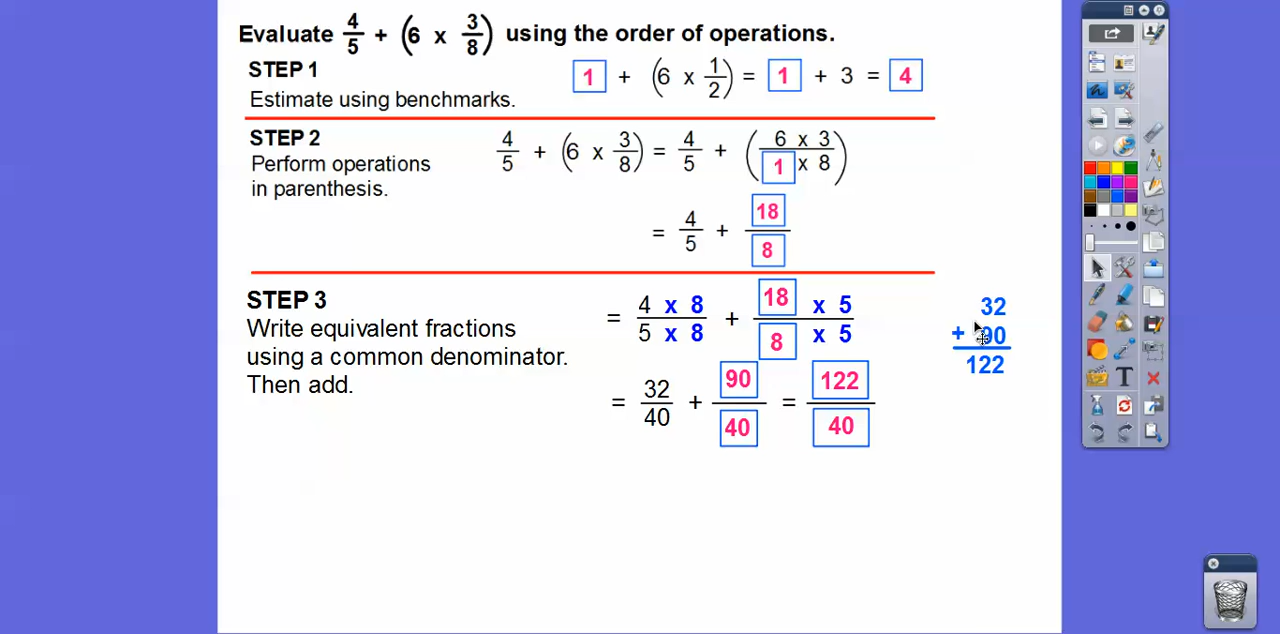 Evaluate 4/5 + (6 x 3/8) using the order of operations.
STEP 1
1 + (6 x 1/2) = 1 + 3 = 4
Estimate using benchmarks.
STEP 2
Perform operations
in parenthesis.
4/5 + (6 x 3/8) = 4/5 + (6 x 3 / 1 x 8)
= 4/5 + 18/8
STEP 3
Write equivalent fractions
using a common denominator.
Then add.
= 4 x 8 / 5 x 8 + 18 x 5 / 8 x 5
= 32/40 + 90/40 = 122/40
32
+ 90
122